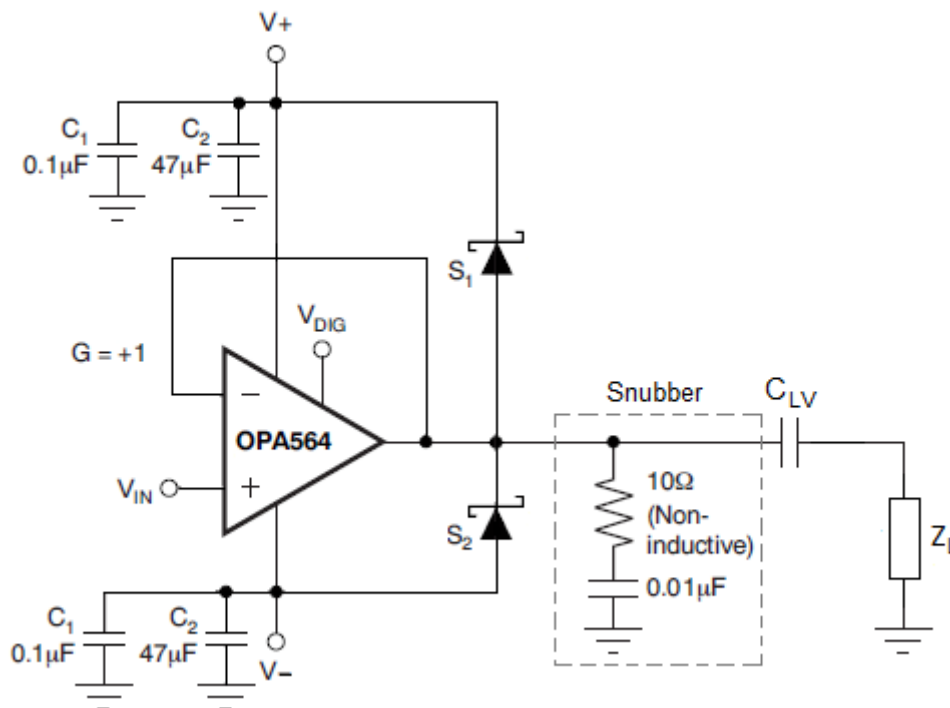 V+
C1
0.1µF
C2
47µF
S1
VDIG
G = +1
−
OPA564
VIN
+
S2
Snubber
10Ω
(Non-
inductive)
0.01µF
CLV
C1
0.1µF
C2
47µF
V−